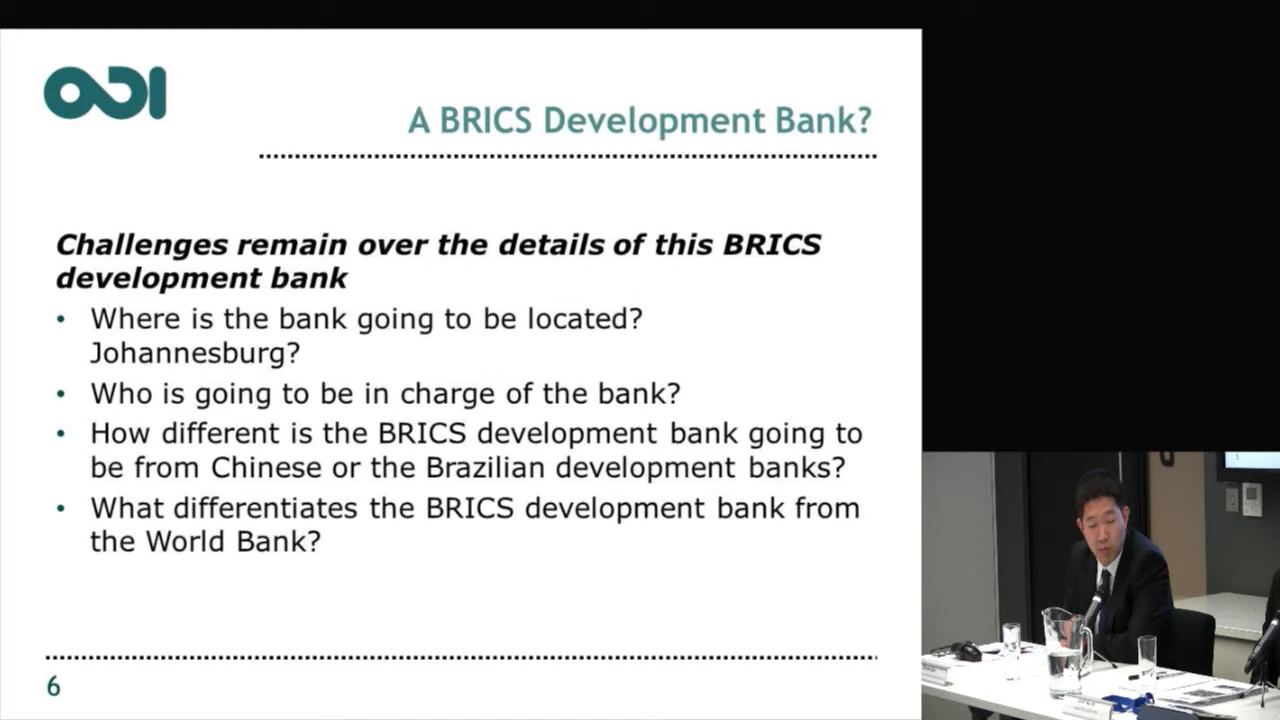 ODI
A BRICS Development Bank?
Challenges remain over the details of this BRICS
development bank
• Where is the bank going to be located?
Johannesburg?
• Who is going to be in charge of the bank?
• How different is the BRICS development bank going to
be from Chinese or the Brazilian development banks?
• What differentiates the BRICS development bank from
the World Bank?
6